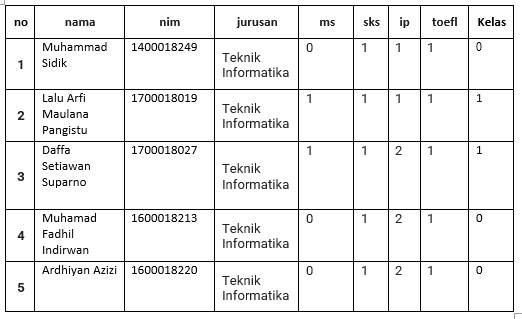 no nama nim jurusan ms sks ip toefl Kelas
1 Muhammad Sidik 1400018249 Teknik Informatika 0 1 1 1 0
2 Lalu Arfi Maulana Pangistu 1700018019 Teknik Informatika 1 1 1 1 1
3 Daffa Setiawan Suparno 1700018027 Teknik Informatika 1 1 2 1 1
4 Muhamad Fadhil Indirwan 1600018213 Teknik Informatika 0 1 2 1 0
5 Ardhiyan Azizi 1600018220 Teknik Informatika 0 1 2 1 0